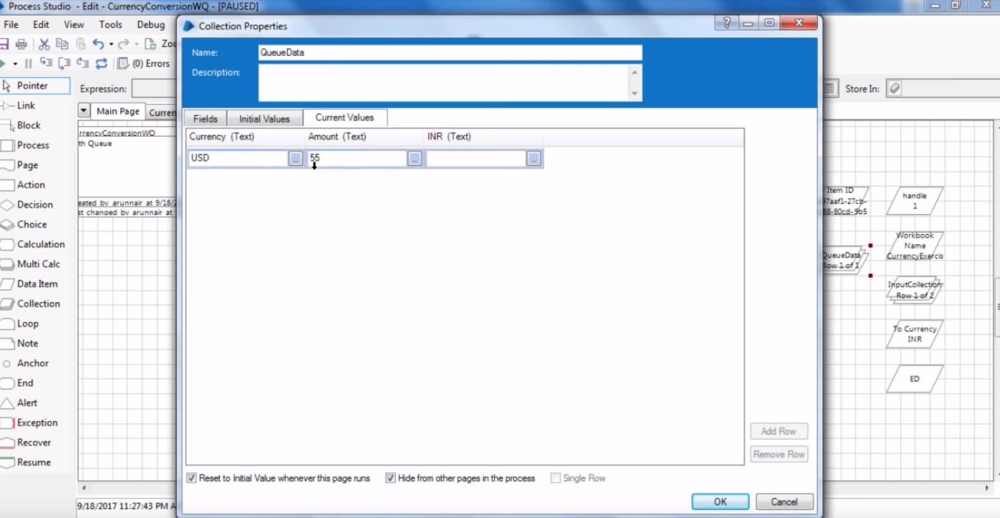 Process Studio - Edit - CurrencyConversionWQ - [PAUSED]
File Edit View Tools Debug
Zoo
(0) Errors
Pointer
Link
Block
Process
Page
Action
Decision
Choice
Calculation
Multi Calc
Data Item
Collection
Loop
Note
Anchor
End
Alert
Exception
Recover
Resume
Expression:
Main Page Curren
rrencyConversionWQ
th Queue
eated by arunnair at 9/18/2
st changed by arunnair at
9/18/2017 11:27:43 PM A
Collection Properties
Name: QueueData
Description:
Fields Initial Values Current Values
Currency (Text) Amount (Text) INR (Text)
USD .. 55 .. ..
Add Row
Remove Row
Reset to Initial Value whenever this page runs Hide from other pages in the process Single Row
OK Cancel
Store In:
Item ID
97aaf1-27cb-
88-80cd-9b5
handle
1
Workbook
Name
CurrencyExercis
QueueData
Row 1 of 1
InputCollection
Row 1 of 2
To Currency
INR
ED